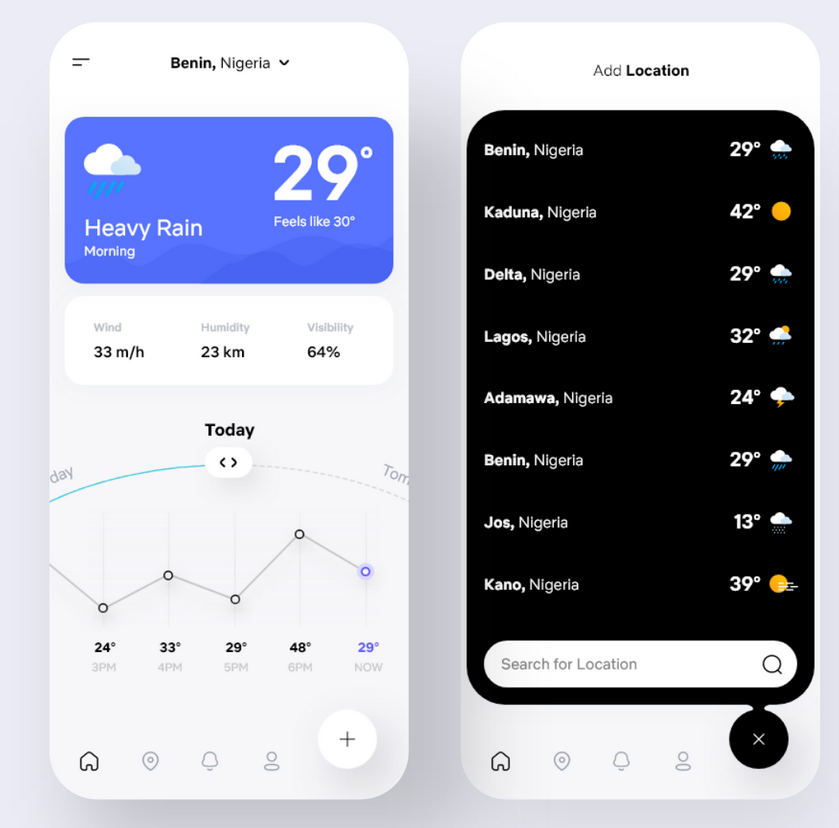 Benin, Nigeria
29°
Heavy Rain
Feels like 30°
Morning
Wind Humidity Visibility
33 m/h 23 km 64%
Today
day
Tom
24° 33° 29° 48° 29°
3PM 4PM 5PM 6PM NOW
Add Location
Benin, Nigeria 29°
Kaduna, Nigeria 42°
Delta, Nigeria 29°
Lagos, Nigeria 32°
Adamawa, Nigeria 24°
Benin, Nigeria 29°
Jos, Nigeria 13°
Kano, Nigeria 39°
Search for Location